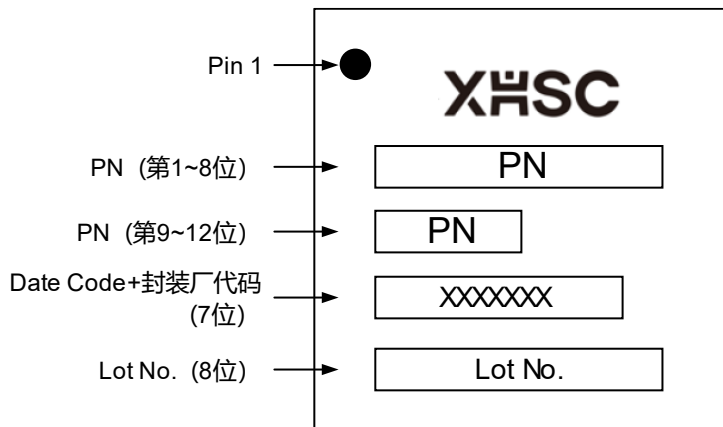 Pin 1
XHSC
PN (第1~8位)
PN
PN (第9~12位)
PN
Date Code+封装厂代码
(7位)
XXXXXXX
Lot No. (8位)
Lot No.